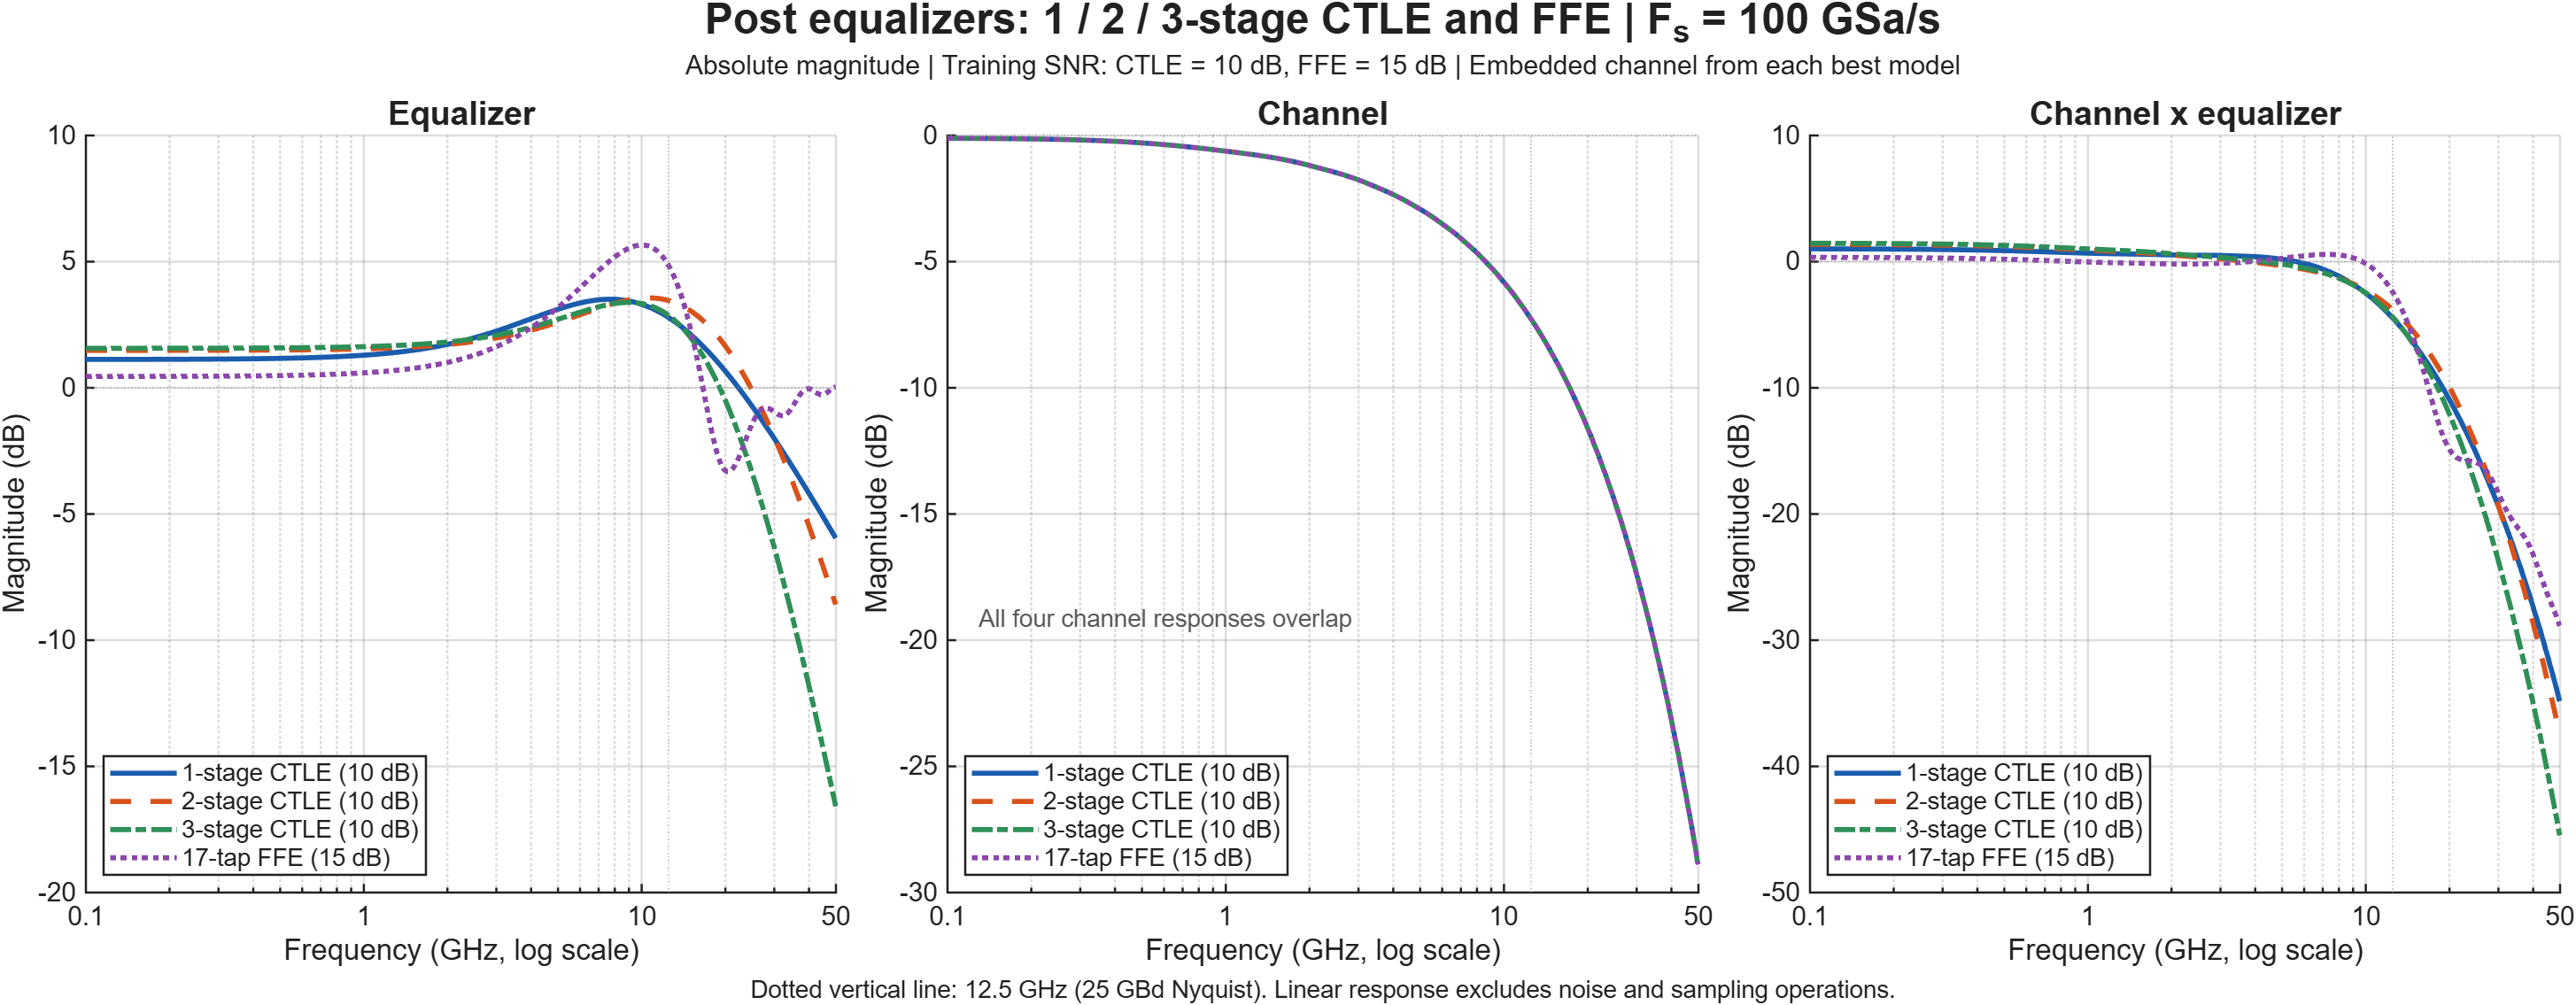 Post equalizers: 1 / 2 / 3-stage CTLE and FFE | Fs = 100 GSa/s
Absolute magnitude | Training SNR: CTLE = 10 dB, FFE = 15 dB | Embedded channel from each best model
Equalizer
Magnitude (dB)
10
5
0
-5
-10
-15
-20
1-stage CTLE (10 dB)
2-stage CTLE (10 dB)
3-stage CTLE (10 dB)
17-tap FFE (15 dB)
0.1
1
10
50
Frequency (GHz, log scale)
Channel
Magnitude (dB)
0
-5
-10
-15
-20
-25
-30
All four channel responses overlap
1-stage CTLE (10 dB)
2-stage CTLE (10 dB)
3-stage CTLE (10 dB)
17-tap FFE (15 dB)
0.1
1
10
50
Frequency (GHz, log scale)
Channel x equalizer
Magnitude (dB)
10
0
-10
-20
-30
-40
-50
1-stage CTLE (10 dB)
2-stage CTLE (10 dB)
3-stage CTLE (10 dB)
17-tap FFE (15 dB)
0.1
1
10
50
Frequency (GHz, log scale)
Dotted vertical line: 12.5 GHz (25 GBd Nyquist). Linear response excludes noise and sampling operations.